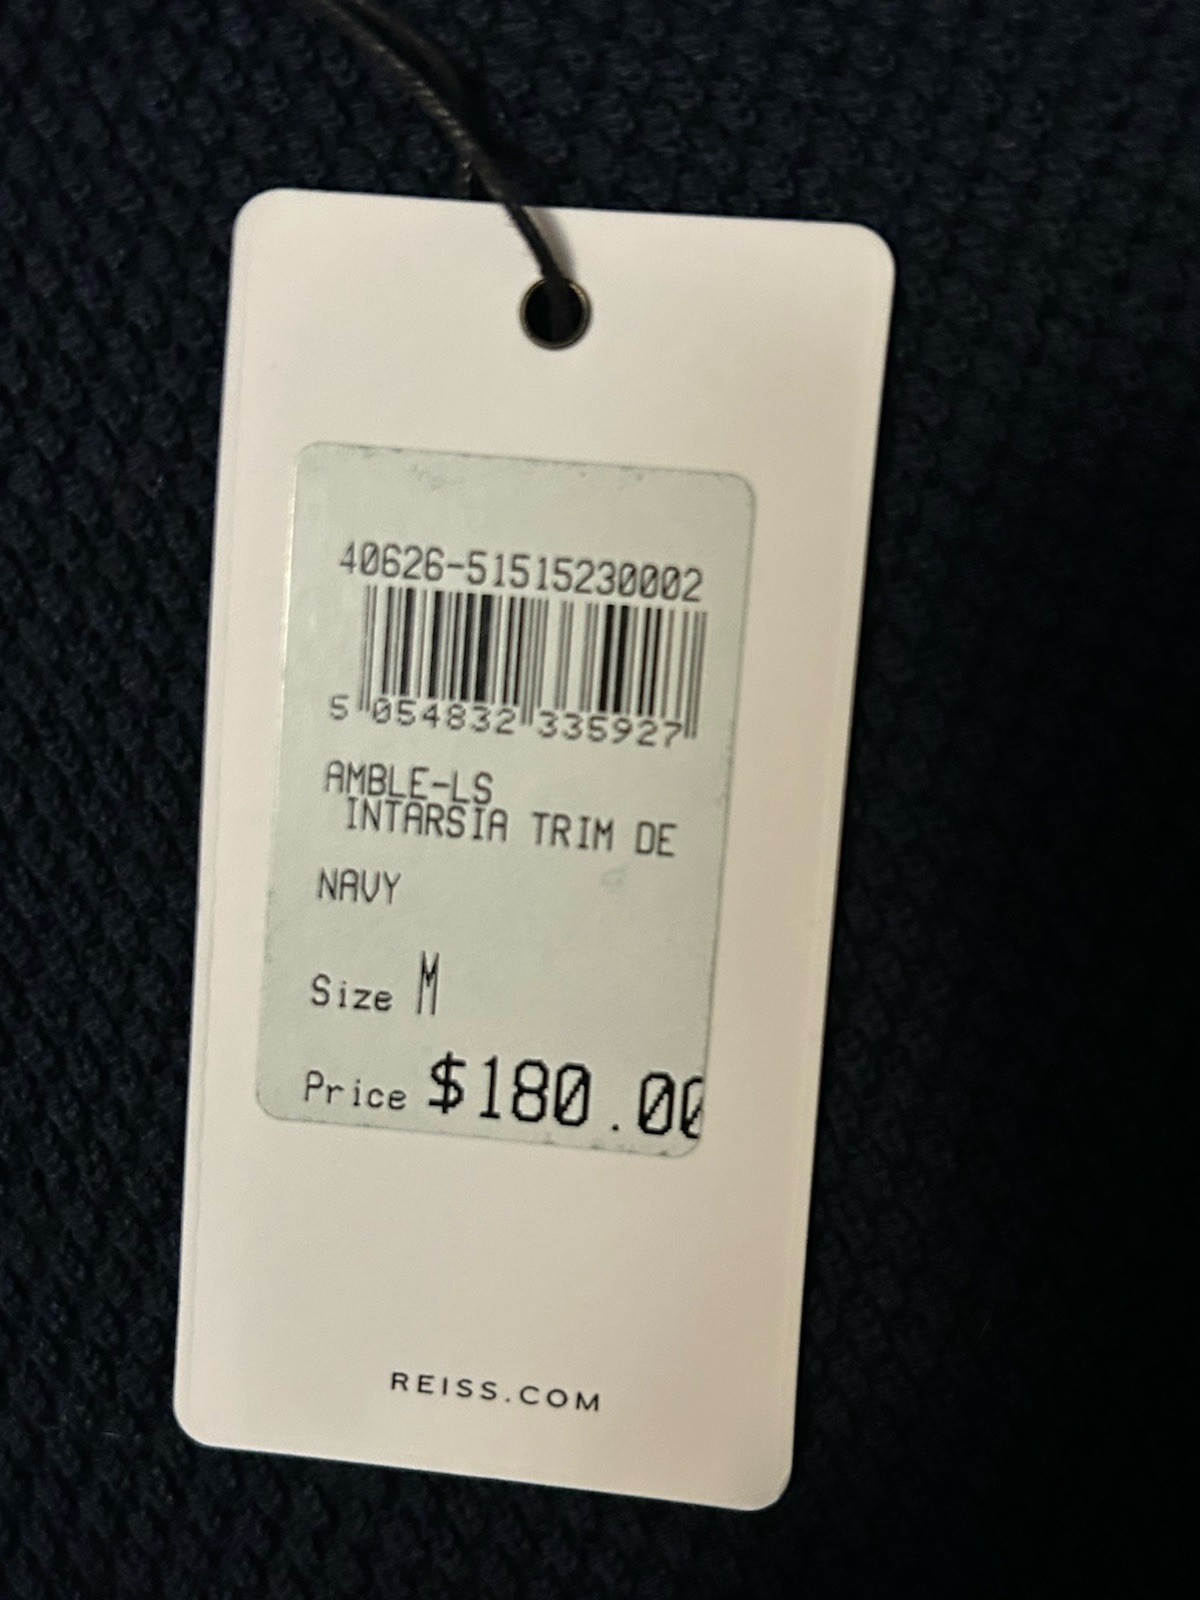 40626-51515230002
5 054832 335927
AMBLE-LS
INTARSIA TRIM DE
NAVY
Size M
Price $180.00
REISS.COM